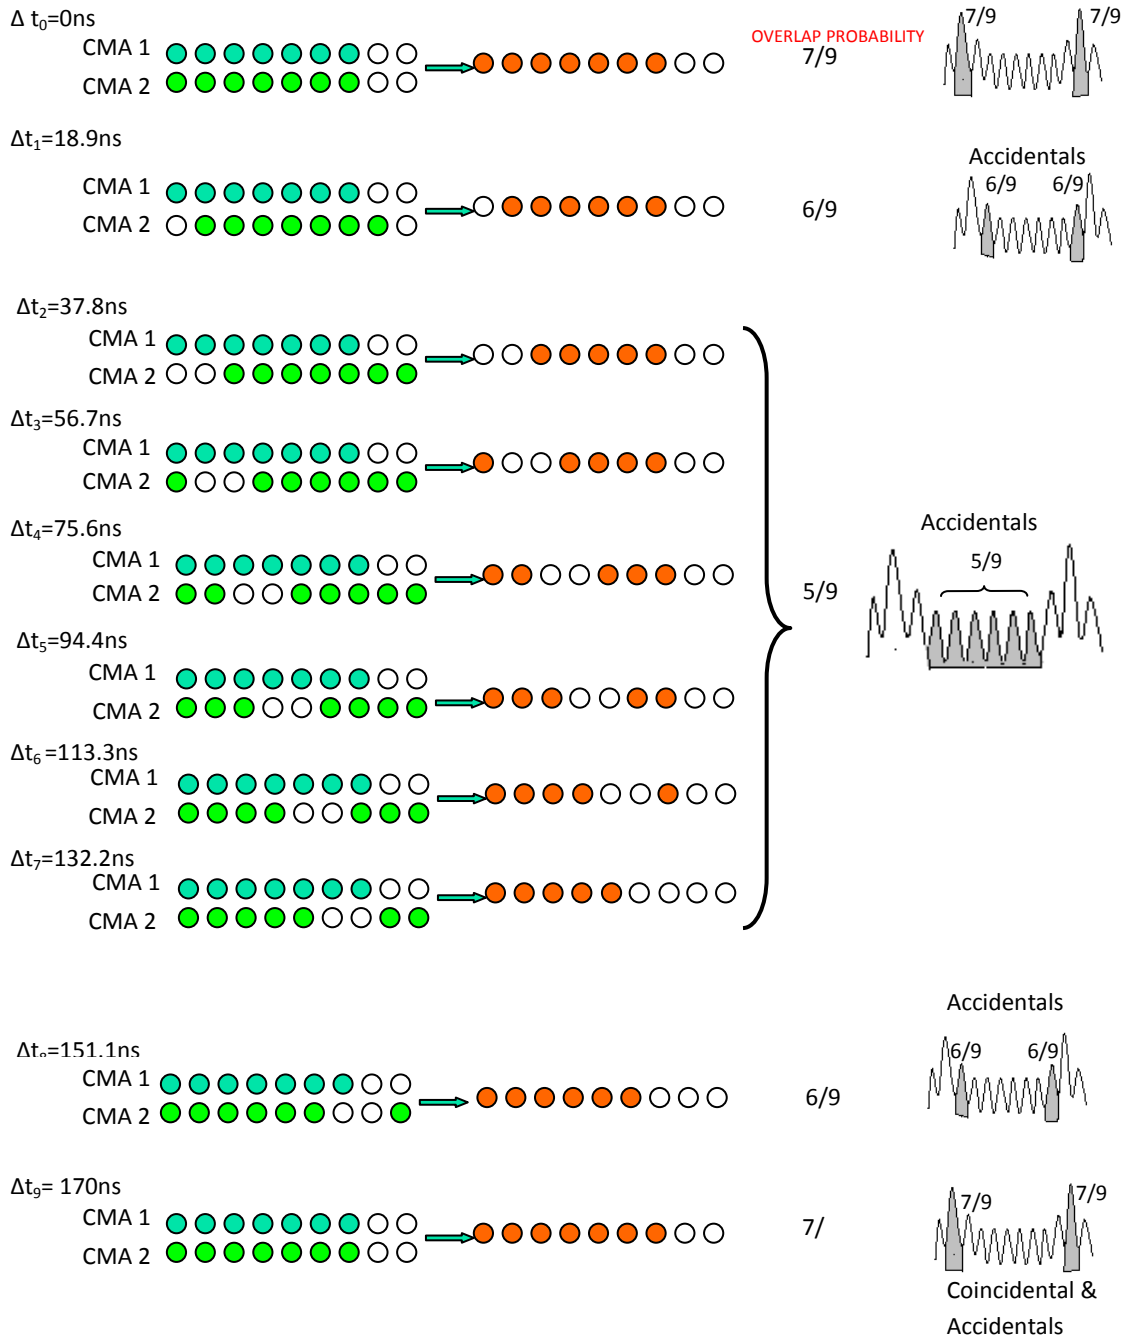 Δ t₀=0ns
CMA 1
CMA 2
OVERLAP PROBABILITY
7/9
7/9
7/9
Δt₁=18.9ns
CMA 1
CMA 2
6/9
Accidentals
6/9 6/9
Δt₂=37.8ns
CMA 1
CMA 2
Δt₃=56.7ns
CMA 1
CMA 2
Δt₄=75.6ns
CMA 1
CMA 2
5/9
Accidentals
5/9
Δt₅=94.4ns
CMA 1
CMA 2
Δt₆ =113.3ns
CMA 1
CMA 2
Δt₇=132.2ns
CMA 1
CMA 2
Accidentals
6/9 6/9
Δt₈=151.1ns
CMA 1
CMA 2
6/9
Δt₉= 170ns
CMA 1
CMA 2
7/
7/9 7/9
Coincidental &
Accidentals